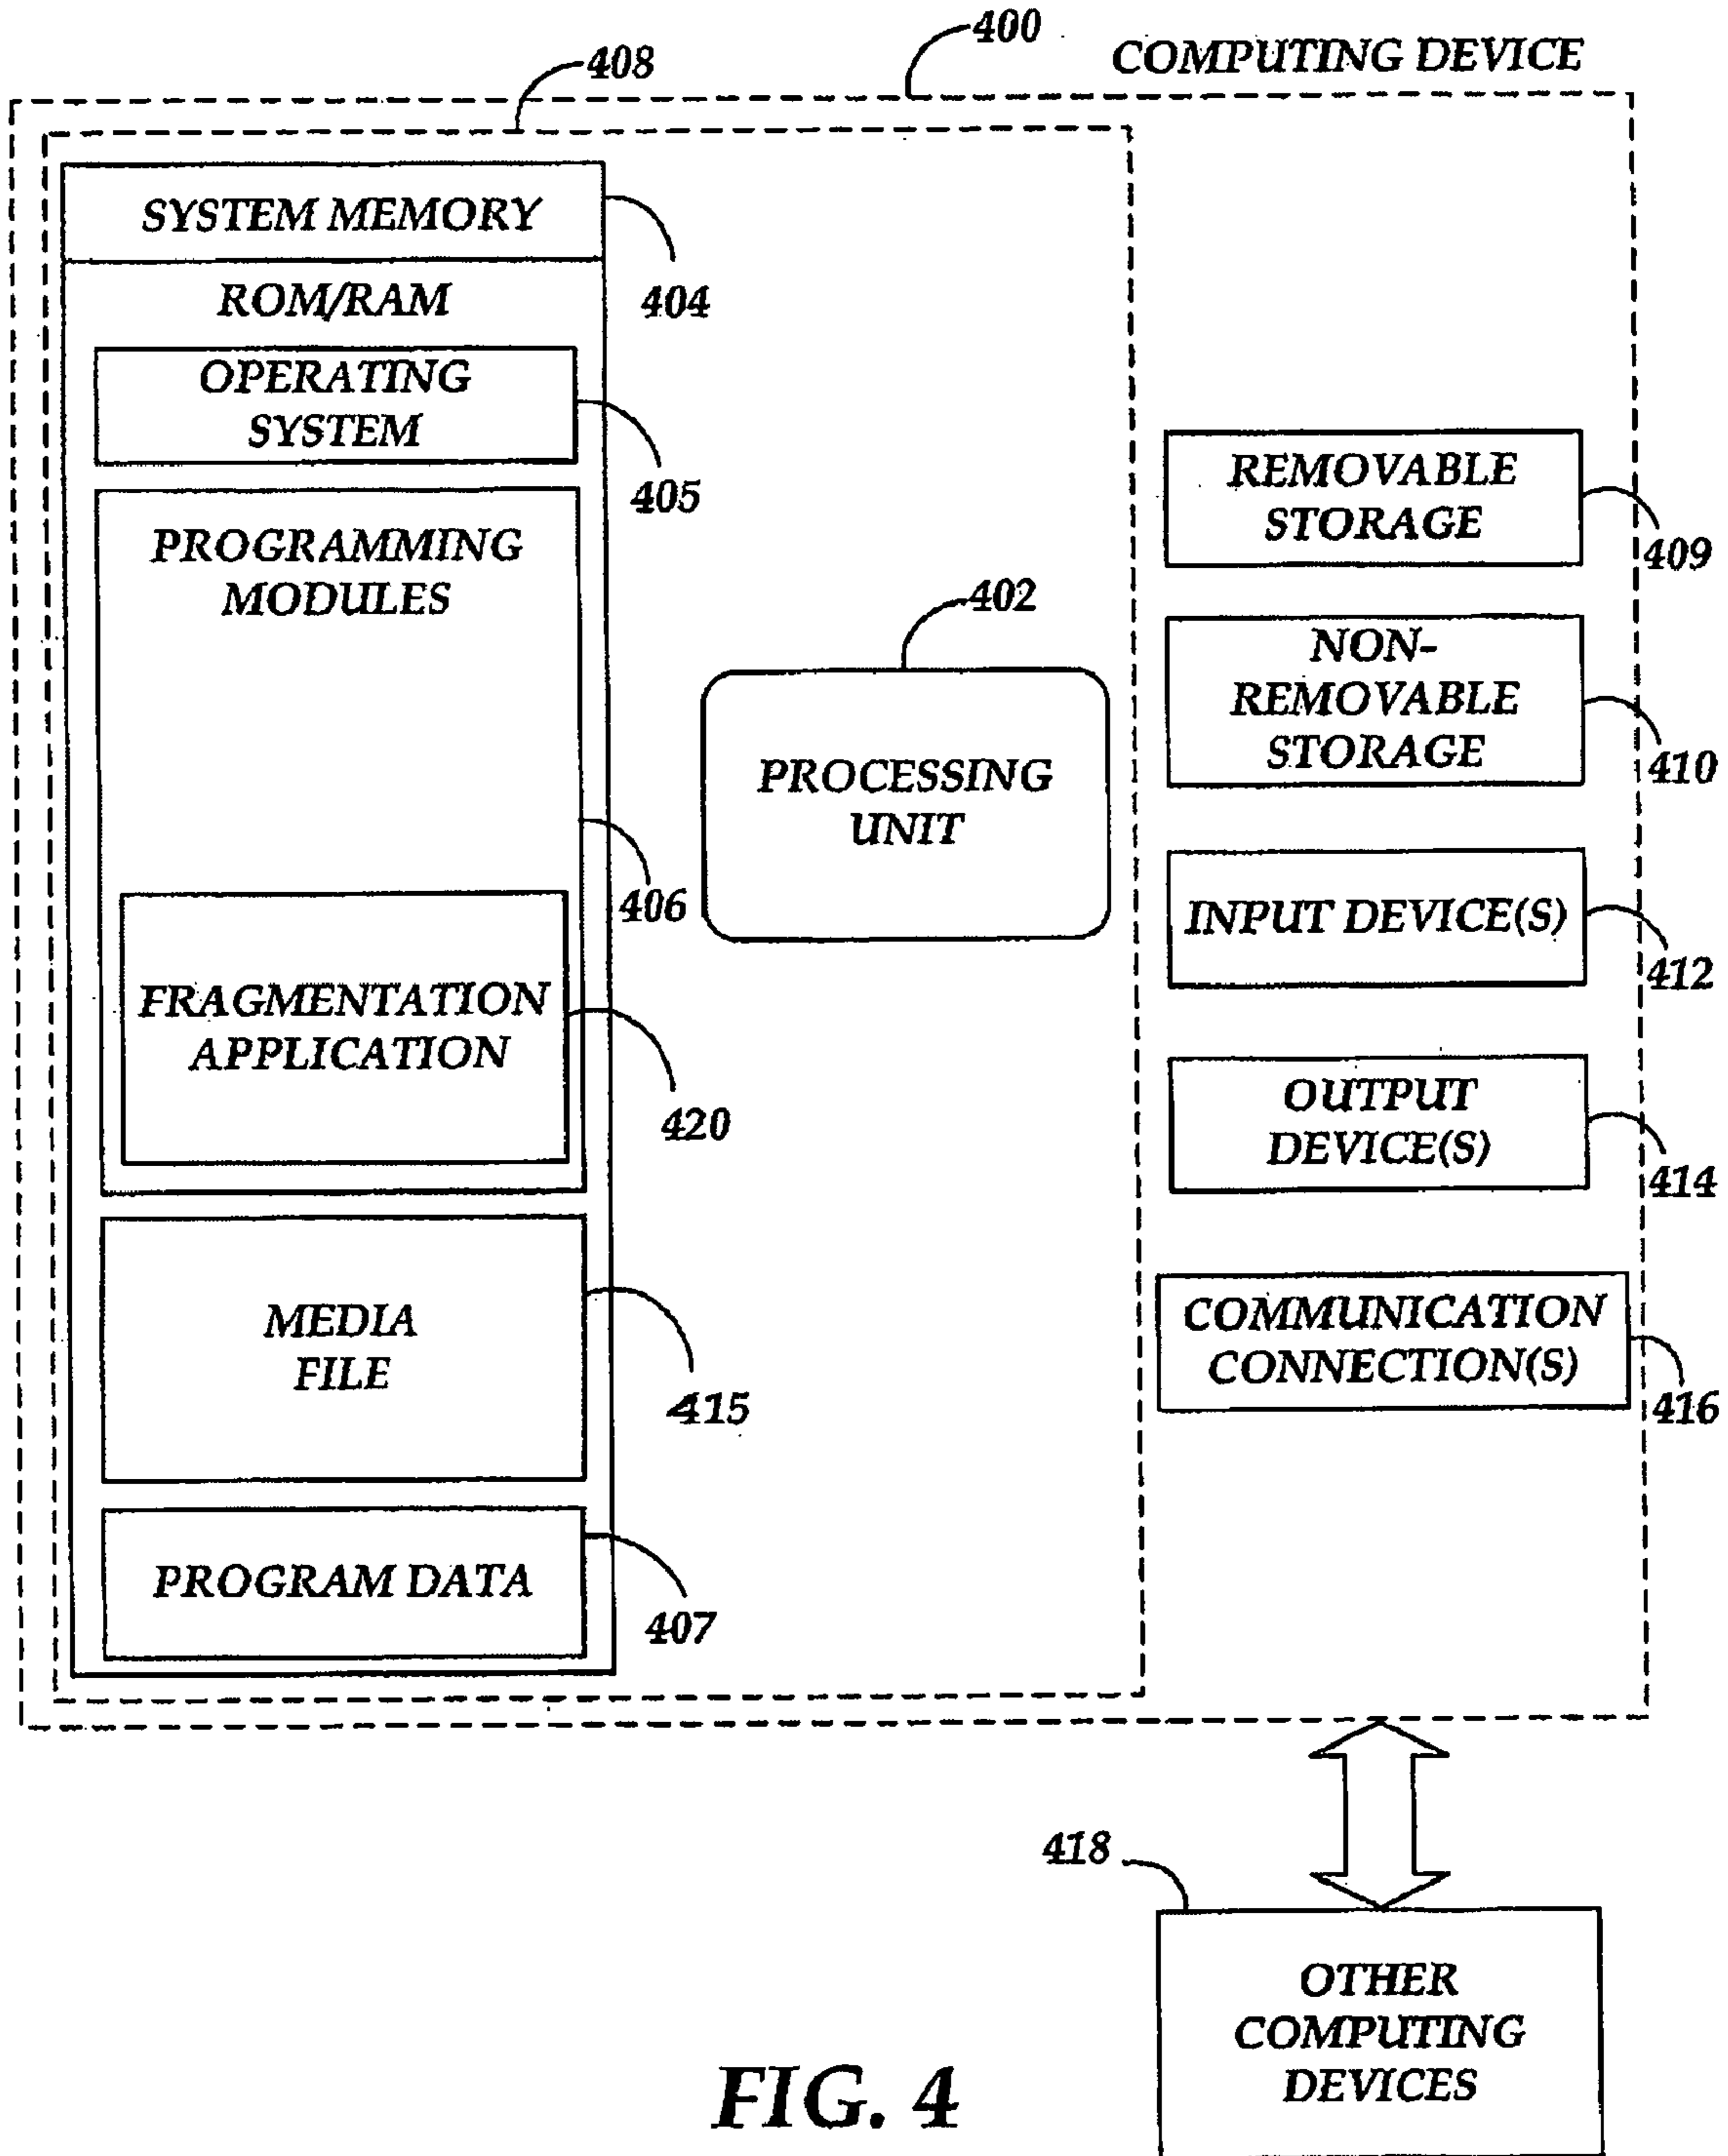 400
COMPUTING DEVICE
408
SYSTEM MEMORY
404
ROM/RAM
OPERATING
SYSTEM
405
PROGRAMMING
MODULES
406
FRAGMENTATION
APPLICATION
420
MEDIA
FILE
415
PROGRAM DATA
407
402
PROCESSING
UNIT
REMOVABLE
STORAGE
409
NON-
REMOVABLE
STORAGE
410
INPUT DEVICE(S)
412
OUTPUT
DEVICE(S)
414
COMMUNICATION
CONNECTION(S)
416
418
OTHER
COMPUTING
DEVICES
FIG. 4